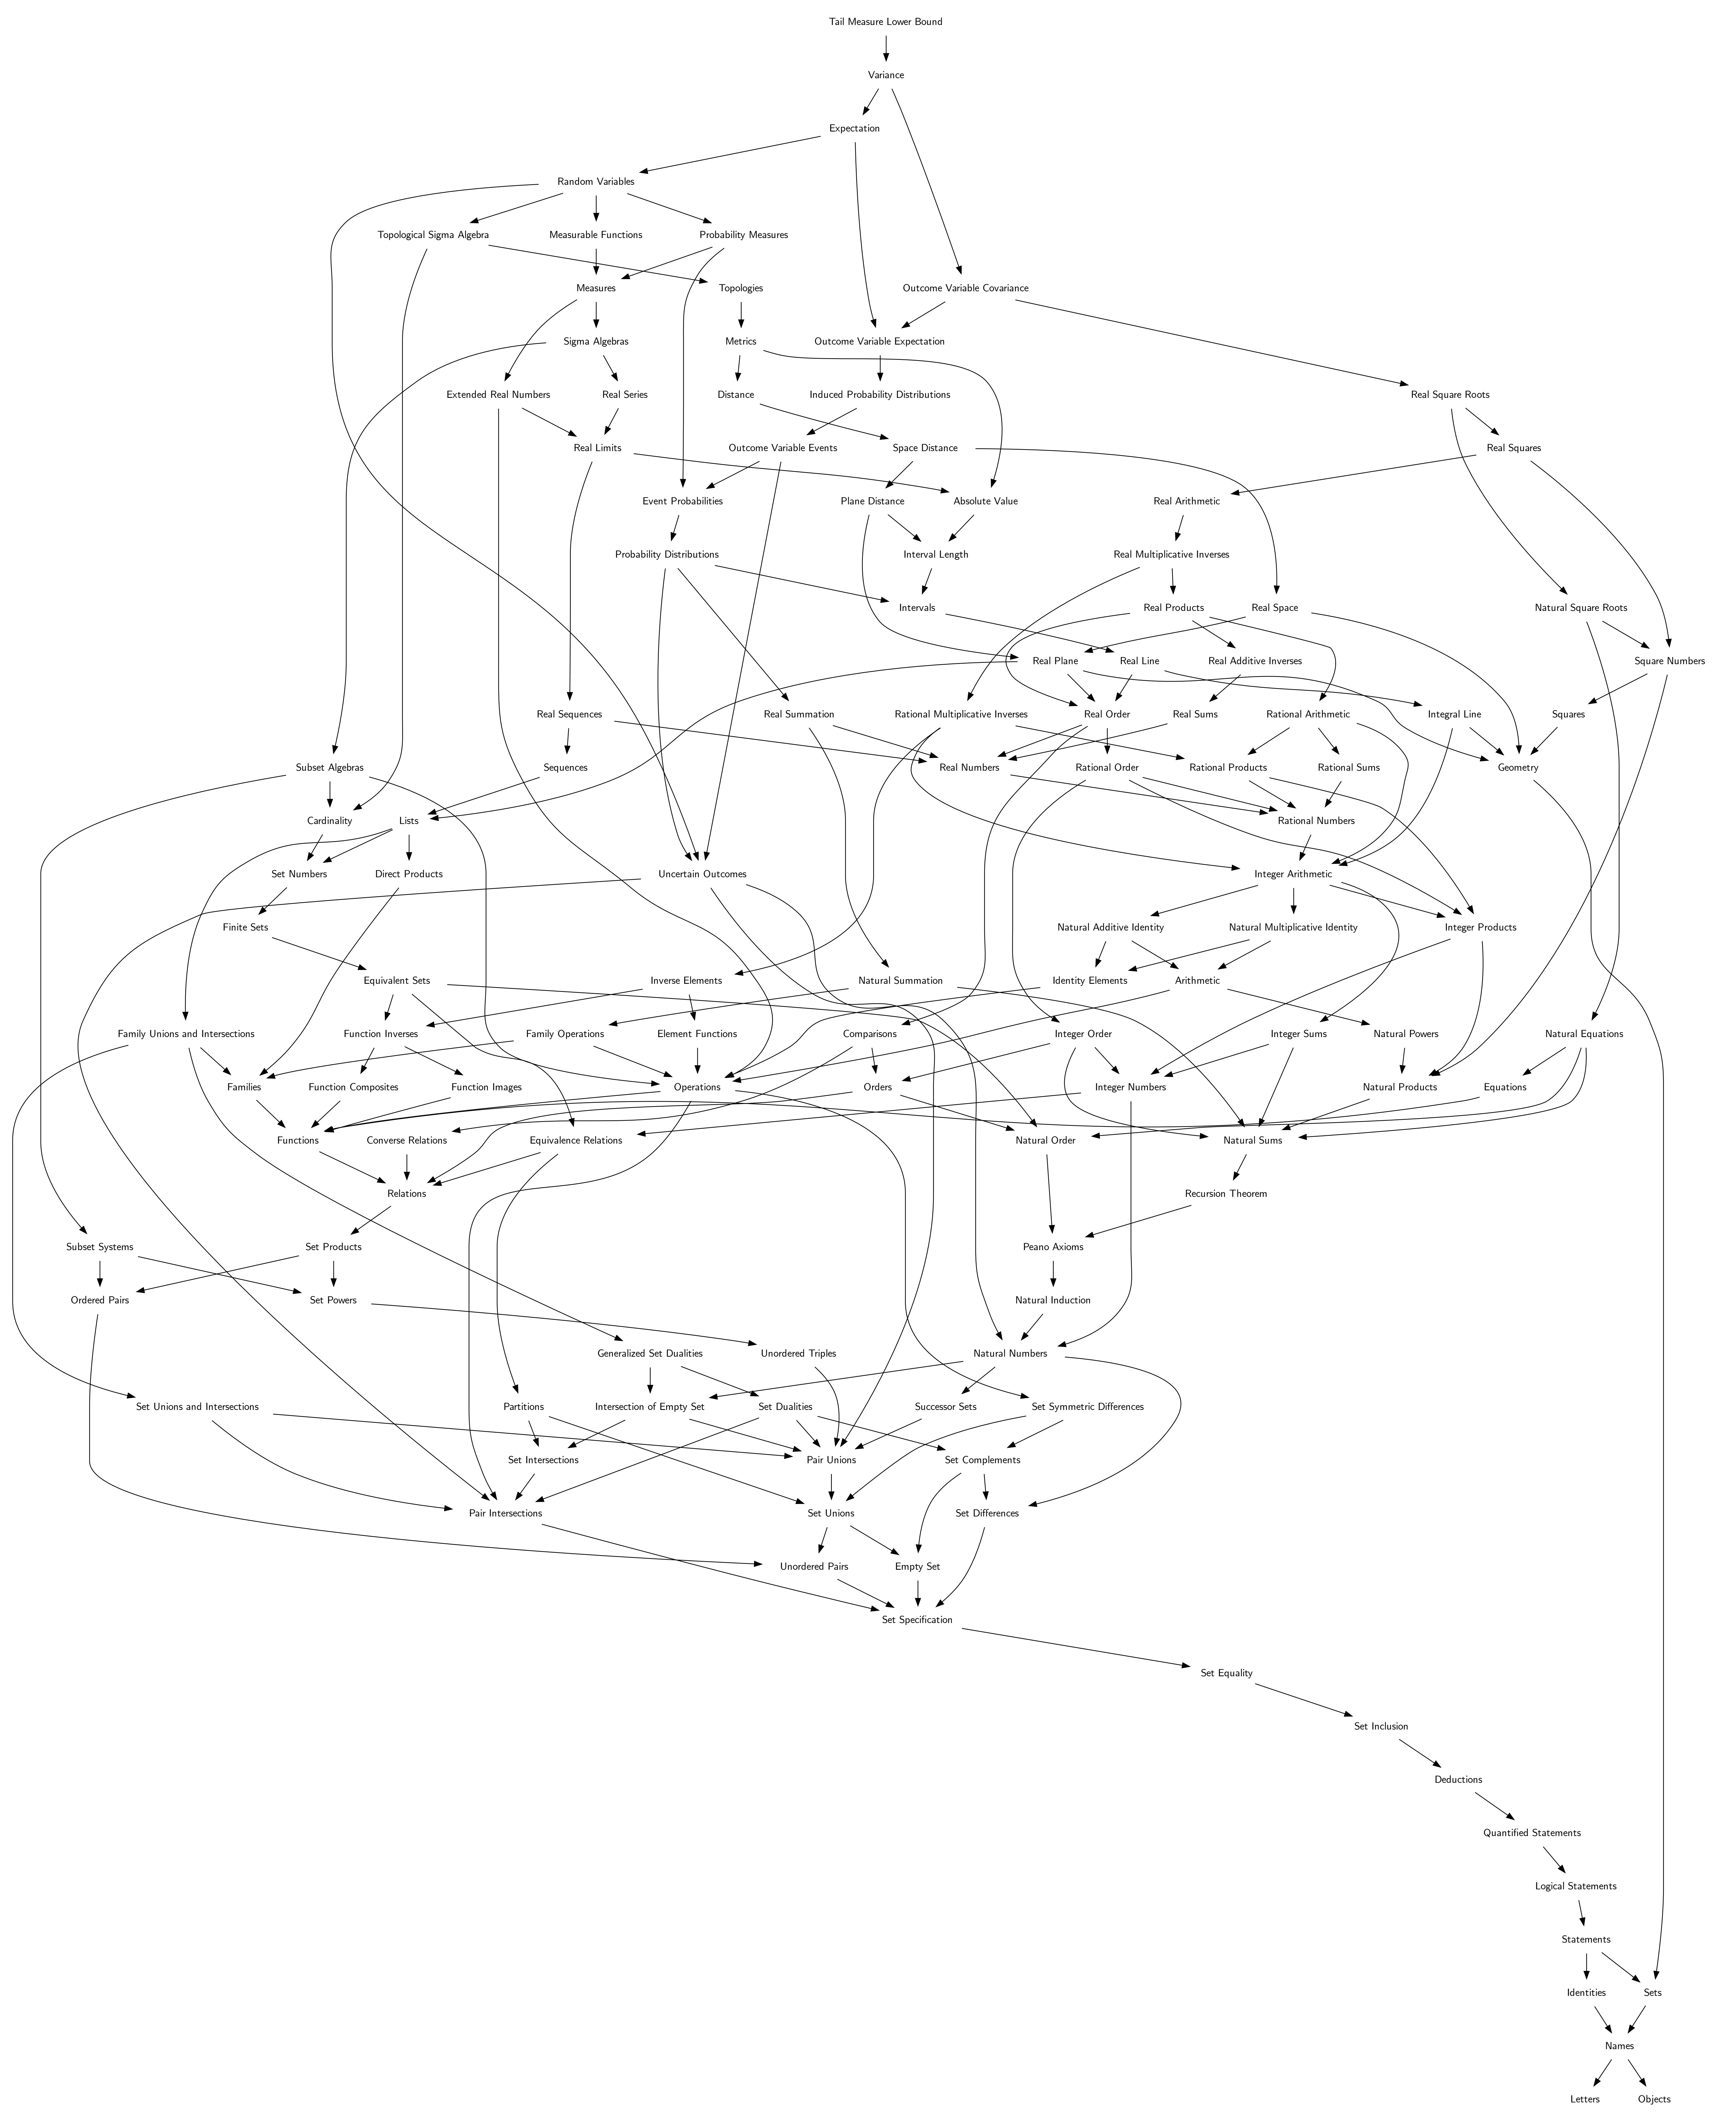 Tail Measure Lower Bound
Variance
Expectation
Random Variables
Topological Sigma Algebra Measurable Functions Probability Measures
Measures Topologies Outcome Variable Covariance
Sigma Algebras Metrics Outcome Variable Expectation
Extended Real Numbers Real Series Distance Induced Probability Distributions Real Square Roots
Real Limits Outcome Variable Events Space Distance Real Squares
Event Probabilities Plane Distance Absolute Value Real Arithmetic
Probability Distributions Interval Length Real Multiplicative Inverses
Intervals Real Products Real Space Natural Square Roots
Real Plane Real Line Real Additive Inverses Square Numbers
Real Sequences Real Summation Rational Multiplicative Inverses Real Order Real Sums Rational Arithmetic Integral Line Squares
Subset Algebras Sequences Real Numbers Rational Order Rational Products Rational Sums Geometry
Cardinality Lists Rational Numbers
Set Numbers Direct Products Uncertain Outcomes Integer Arithmetic
Finite Sets Natural Additive Identity Natural Multiplicative Identity Integer Products
Equivalent Sets Inverse Elements Natural Summation Identity Elements Arithmetic
Family Unions and Intersections Function Inverses Family Operations Element Functions Comparisons Integer Order Integer Sums Natural Powers Natural Equations
Families Function Composites Function Images Operations Orders Integer Numbers Natural Products Equations
Functions Converse Relations Equivalence Relations Natural Order Natural Sums
Relations Recursion Theorem
Subset Systems Set Products Peano Axioms
Ordered Pairs Set Powers Natural Induction
Generalized Set Dualities Unordered Triples Natural Numbers
Set Unions and Intersections Partitions Intersection of Empty Set Set Dualities Successor Sets Set Symmetric Differences
Set Intersections Pair Unions Set Complements
Pair Intersections Set Unions Set Differences
Unordered Pairs Empty Set
Set Specification
Set Equality
Set Inclusion
Deductions
Quantified Statements
Logical Statements
Statements
Identities Sets
Names
Letters Objects